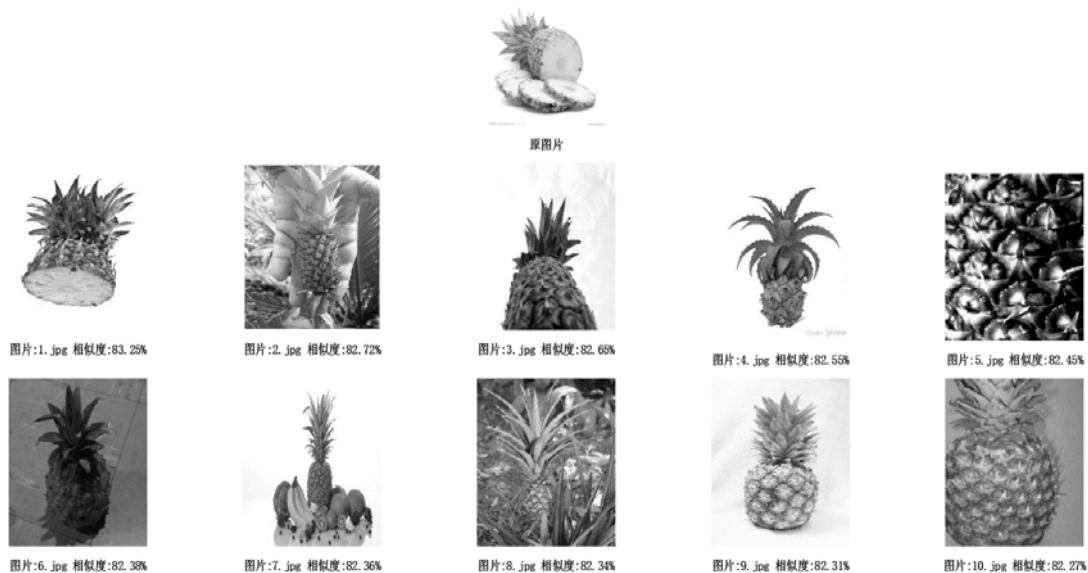 原图片
图片:1.jpg 相似度:83.25%
图片:2.jpg 相似度:82.72%
图片:3.jpg 相似度:82.65%
图片:4.jpg 相似度:82.55%
图片:5.jpg 相似度:82.45%
图片:6.jpg 相似度:82.38%
图片:7.jpg 相似度:82.36%
图片:8.jpg 相似度:82.34%
图片:9.jpg 相似度:82.31%
图片:10.jpg 相似度:82.27%